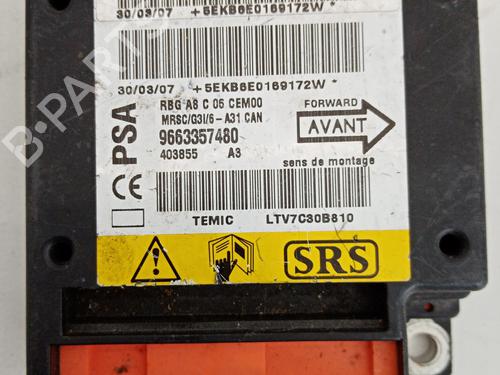 30/03/07 +5EKB6E0169172W *
30/03/07 +5EKB6E0169172W *
PSA
RBG A8 C 06 CEM00
MRSC/G3I/6- A31 CAN
9663357480
403855 A3
FORWARD
AVANT
sens de montage
CE
TEMIC LTV7C30B810
SRS